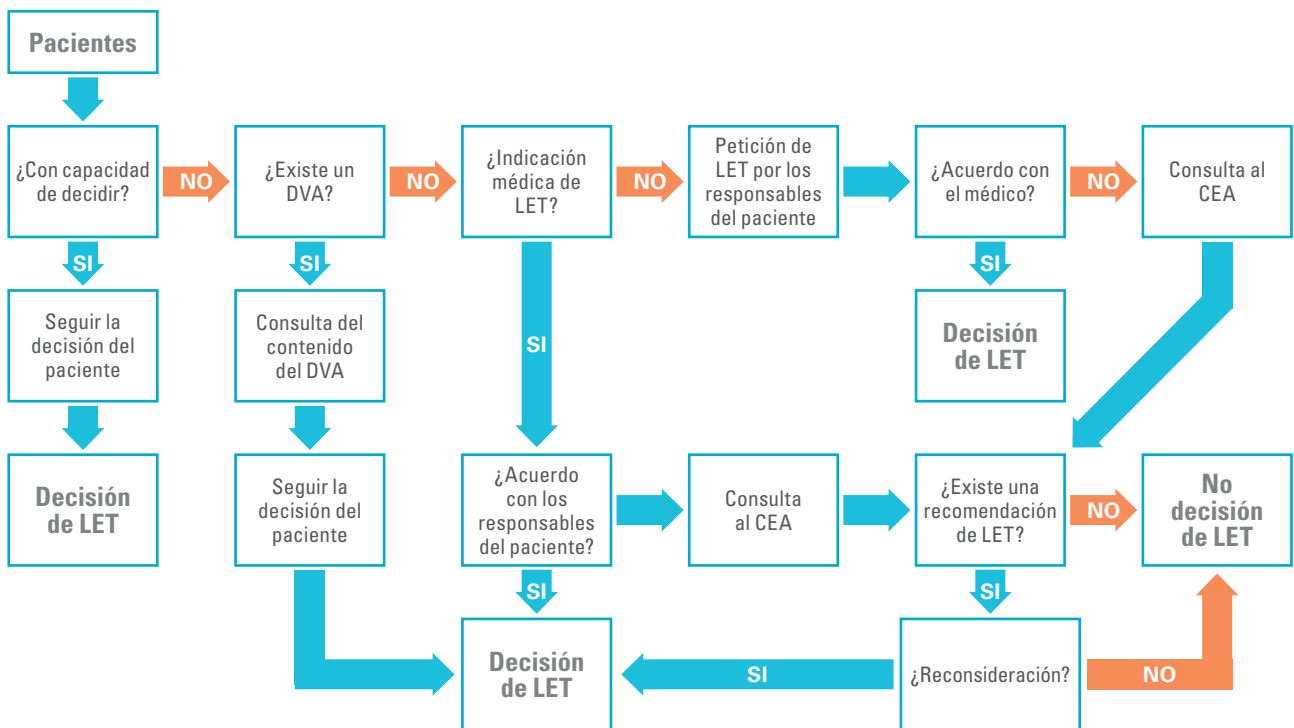 Pacientes
¿Con capacidad
de decidir?
NO
¿Existe un
DVA?
NO
¿Indicación
médica de
LET?
NO
Petición de
LET por los
responsables
del paciente
¿Acuerdo con
el médico?
NO
Consulta al
CEA
SI
SI
SI
SI
Seguir la
decisión del
paciente
Consulta del
contenido
del DVA
Decisión
de LET
Decisión
de LET
Seguir la
decisión del
paciente
¿Acuerdo
con los
responsables
del paciente?
Consulta
al CEA
¿Existe una
recomendación
de LET?
NO
No
decisión
de LET
SI
SI
Decisión
de LET
SI
¿Reconsideración?
NO